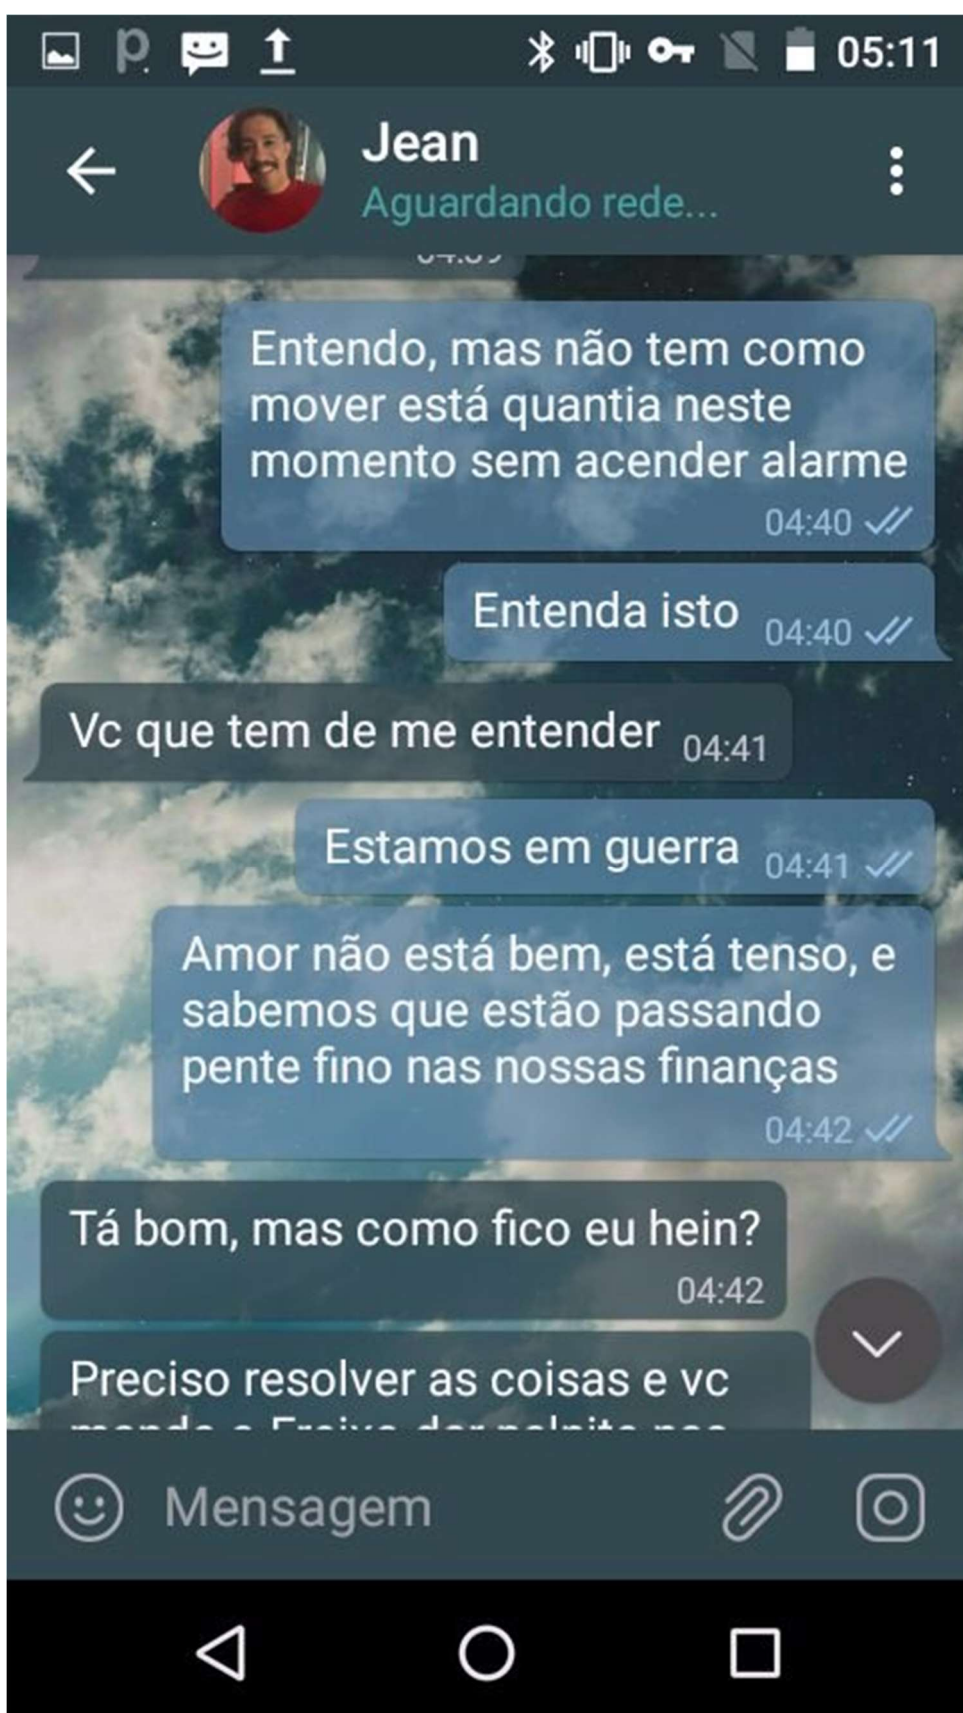 05:11
Jean
Aguardando rede...
Entendo, mas não tem como
mover está quantia neste
momento sem acender alarme
04:40
Entenda isto 04:40
Vc que tem de me entender 04:41
Estamos em guerra 04:41
Amor não está bem, está tenso, e
sabemos que estão passando
pente fino nas nossas finanças
04:42
Tá bom, mas como fico eu hein?
04:42
Preciso resolver as coisas e vc
Mensagem